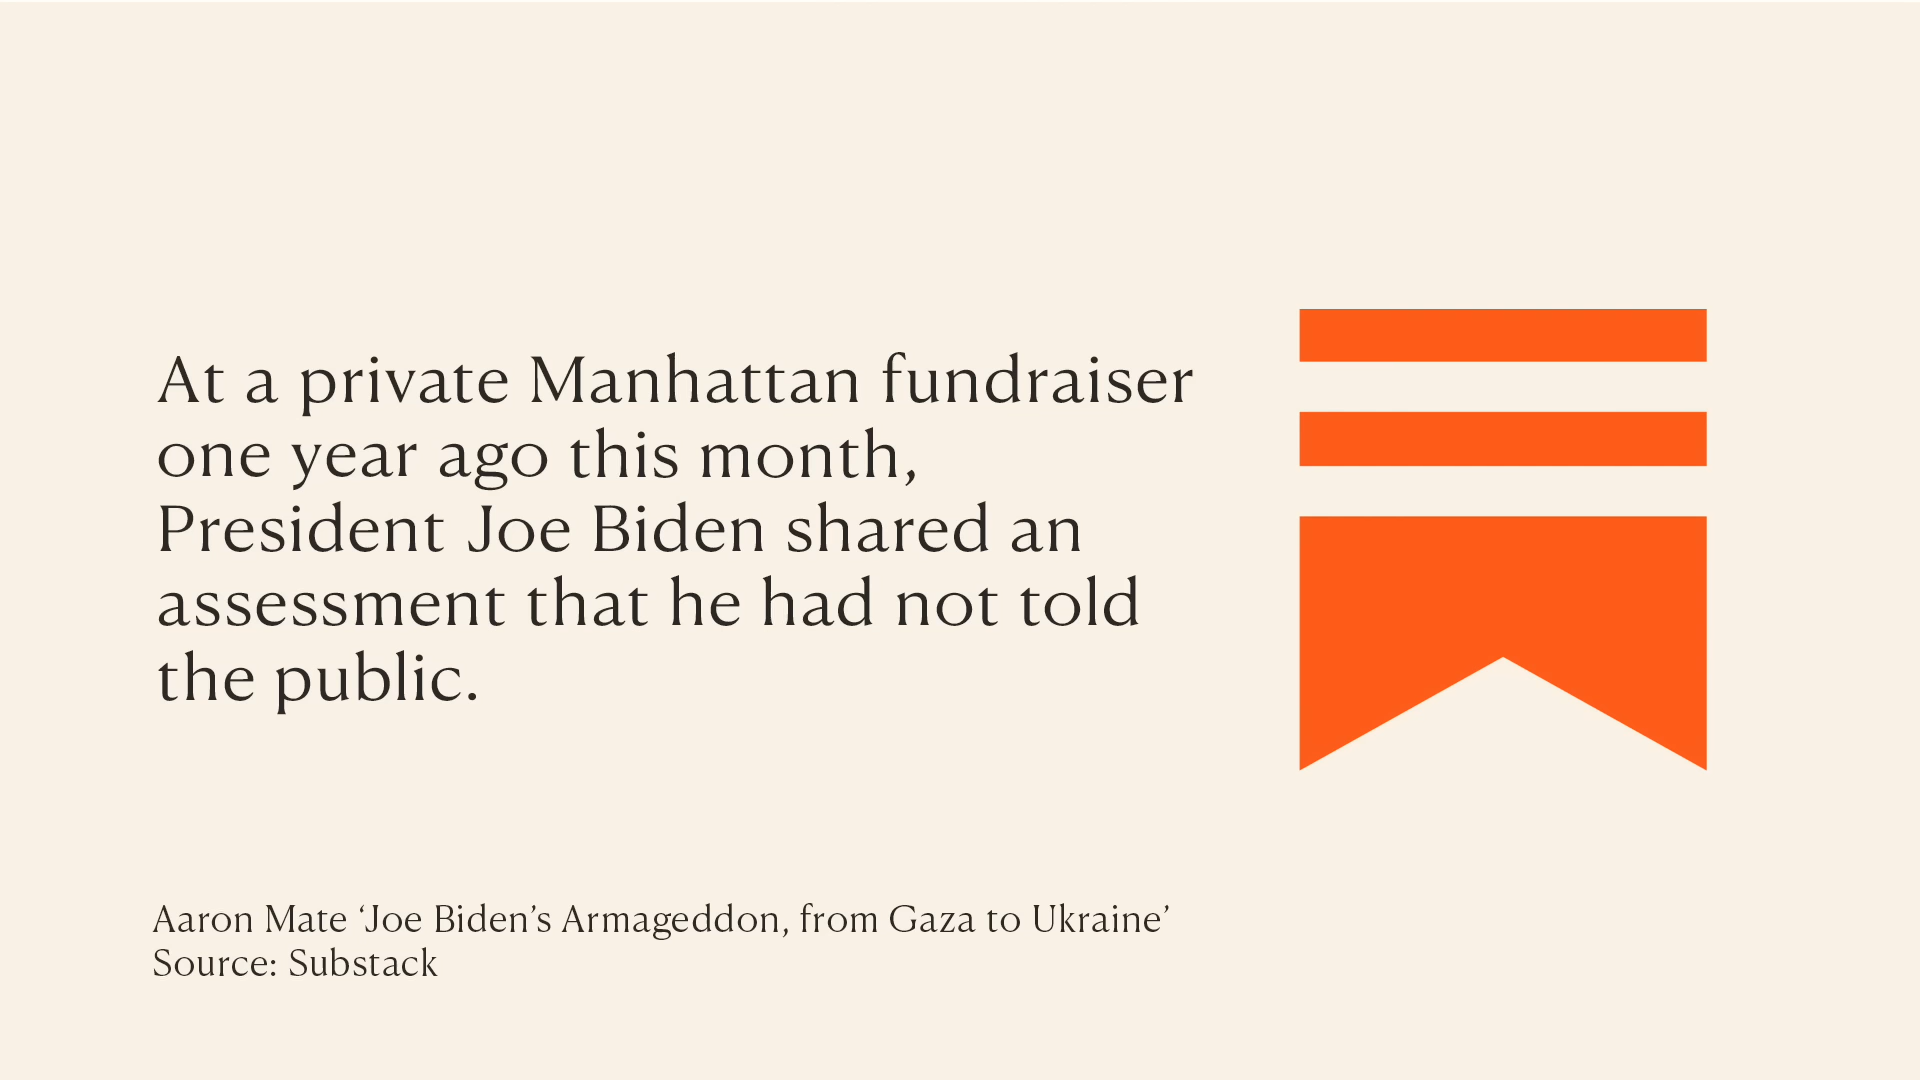 At a private Manhattan fundraiser
one year ago this month,
President Joe Biden shared an
assessment that he had not told
the public.
Aaron Mate ‘Joe Biden’s Armageddon, from Gaza to Ukraine’
Source: Substack